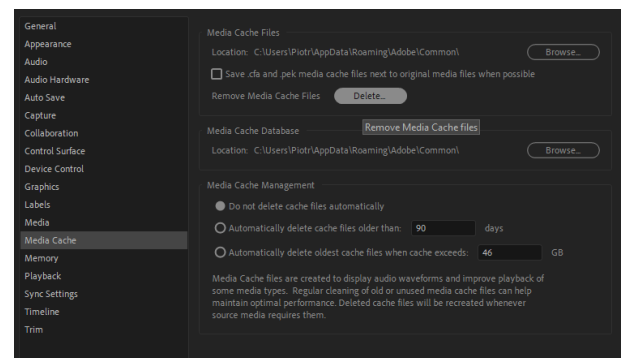 General
Appearance
Audio
Audio Hardware
Auto Save
Capture
Collaboration
Control Surface
Device Control
Graphics
Labels
Media
Media Cache
Memory
Playback
Sync Settings
Timeline
Trim
Media Cache Files
Location: C:\Users\Piotr\AppData\Roaming\Adobe\Common\ Browse...
Save .cfa and .pek media cache files next to original media files when possible
Remove Media Cache Files Delete...
Remove Media Cache files
Media Cache Database
Location: C:\Users\Piotr\AppData\Roaming\Adobe\Common\ Browse...
Media Cache Management
Do not delete cache files automatically
Automatically delete cache files older than: 90 days
Automatically delete oldest cache files when cache exceeds: 46 GB
Media Cache files are created to display audio waveforms and improve playback of
some media types. Regular cleaning of old or unused media cache files can help
maintain optimal performance. Deleted cache files will be recreated whenever
source media requires them.